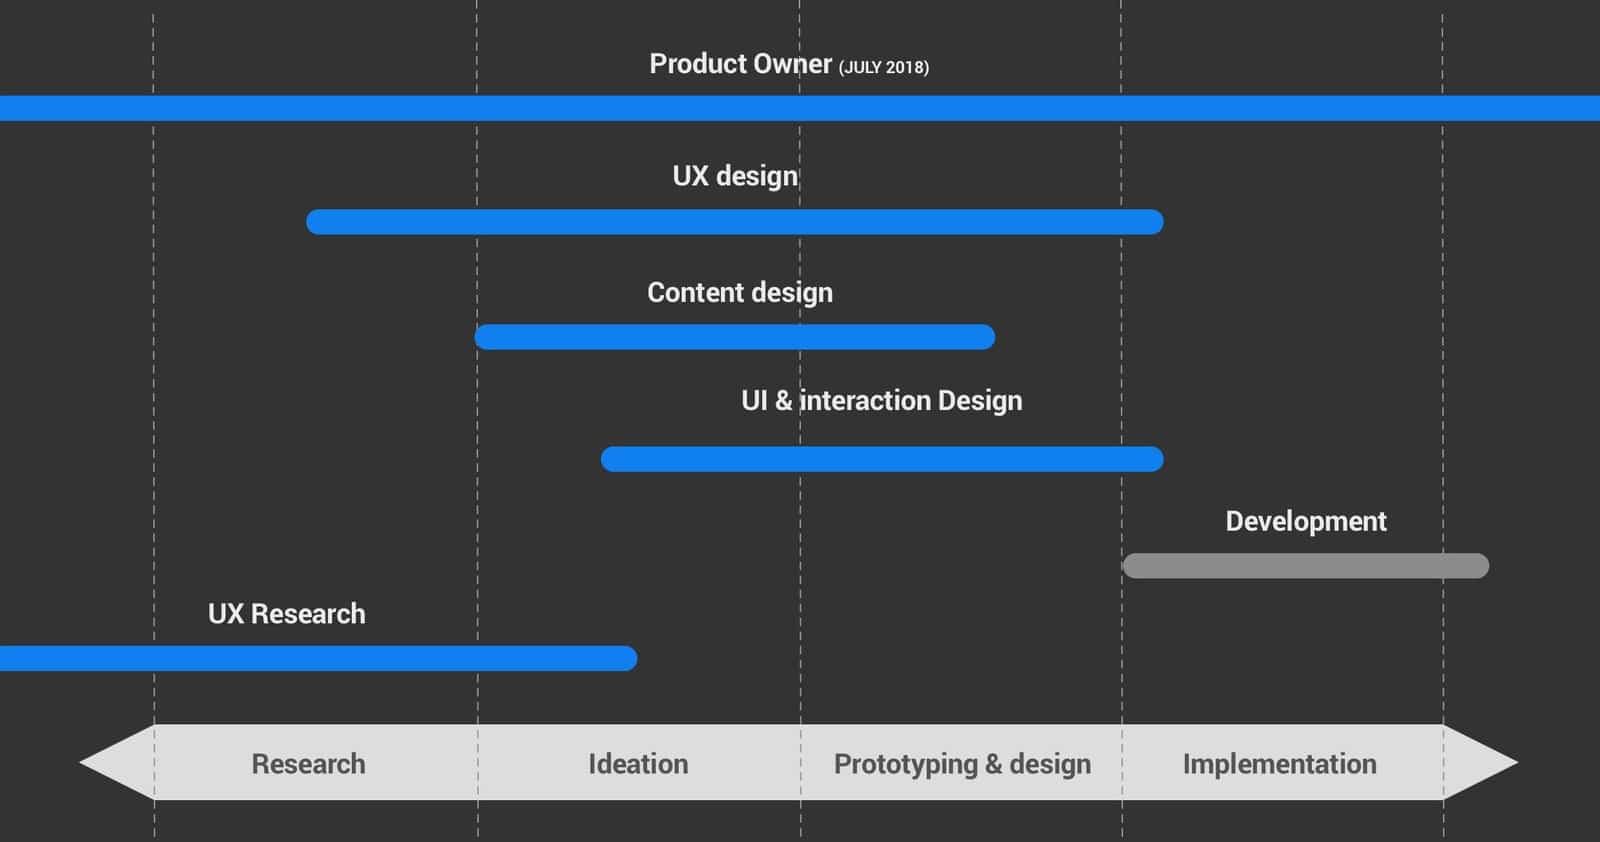 Product Owner (JULY 2018)
UX design
Content design
UI & interaction Design
Development
UX Research
Research
Ideation
Prototyping & design
Implementation